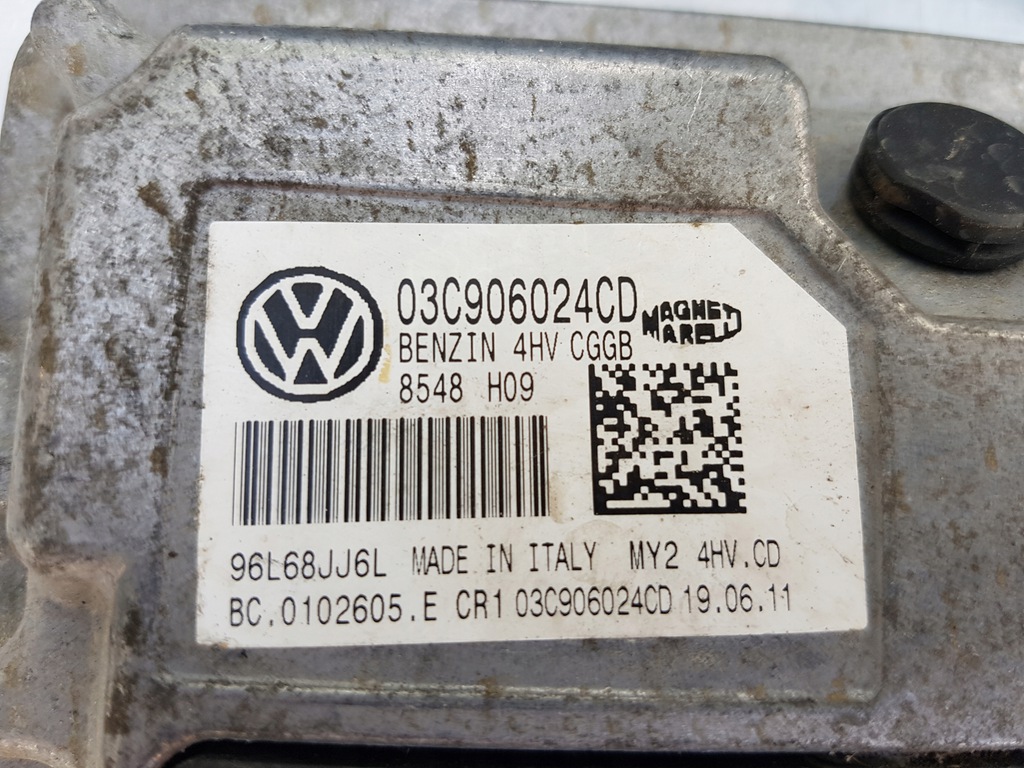 03C906024CD
MAGNETI
MARELLI
BENZIN 4HV CGGB
8548 H09
96L68JJ6L MADE IN ITALY MY2 4HV.CD
BC.0102605.E CR1 03C906024CD 19.06.11